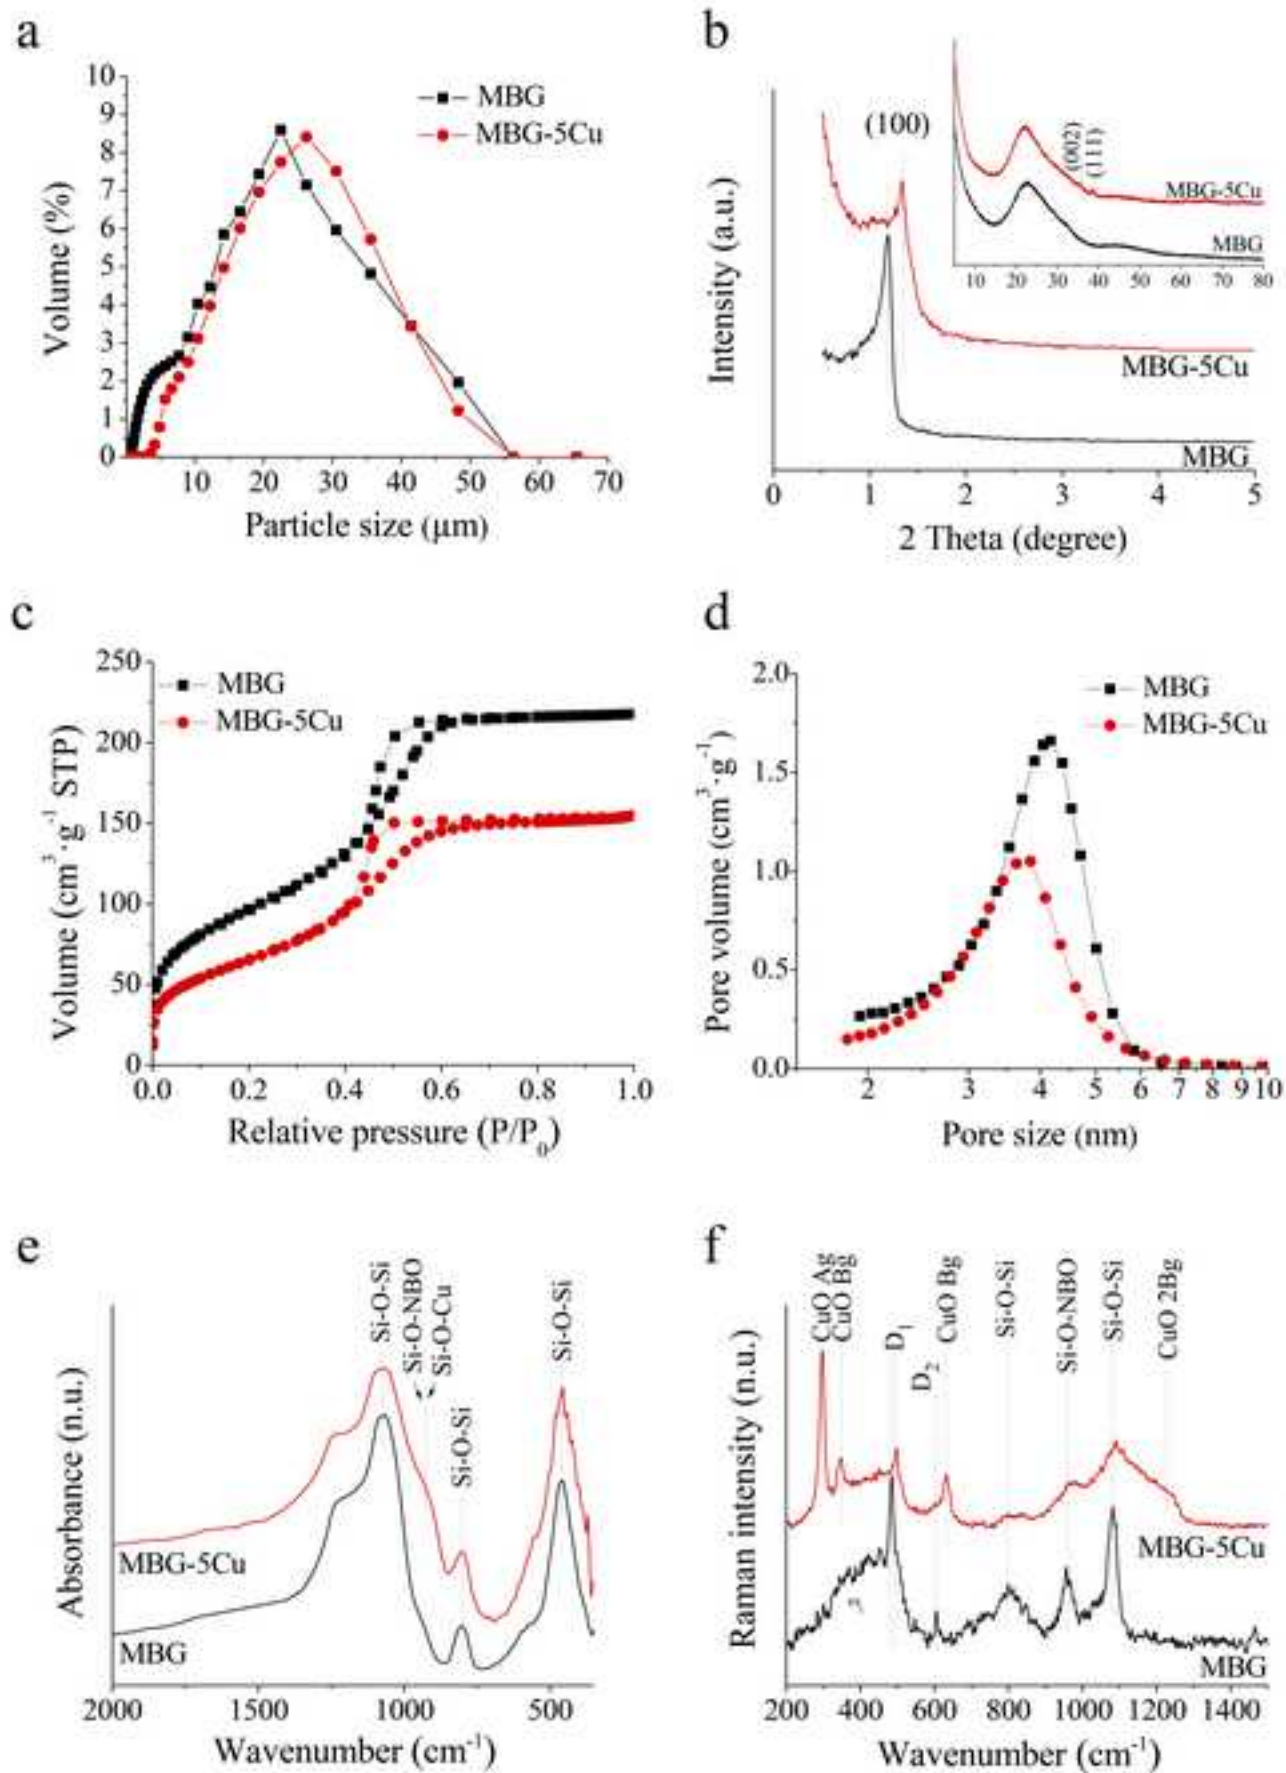 a
10
9
8
7
6
5
4
3
2
1
0
Volume (%)
MBG
MBG-5Cu
10 20 30 40 50 60 70
Particle size (μm)
b
Intensity (a.u.)
(100)
(002)
(111)
MBG-5Cu
MBG
10 20 30 40 50 60 70 80
MBG-5Cu
MBG
0 1 2 3 4 5
2 Theta (degree)
c
250
200
150
100
50
0
Volume (cm³·g⁻¹ STP)
MBG
MBG-5Cu
0.0 0.2 0.4 0.6 0.8 1.0
Relative pressure (P/P₀)
d
2.0
1.5
1.0
0.5
0.0
Pore volume (cm³·g⁻¹)
MBG
MBG-5Cu
2 3 4 5 6 7 8 9 10
Pore size (nm)
e
Absorbance (n.u.)
Si-O-Si
Si-O-NBO
Si-O-Cu
Si-O-Si
Si-O-Si
MBG-5Cu
MBG
2000 1500 1000 500
Wavenumber (cm⁻¹)
f
Raman intensity (n.u.)
CuO Ag
CuO Bg
D₁
D₂
CuO Bg
Si-O-Si
Si-O-NBO
Si-O-Si
CuO 2Bg
MBG-5Cu
MBG
200 400 600 800 1000 1200 1400
Wavenumber (cm⁻¹)